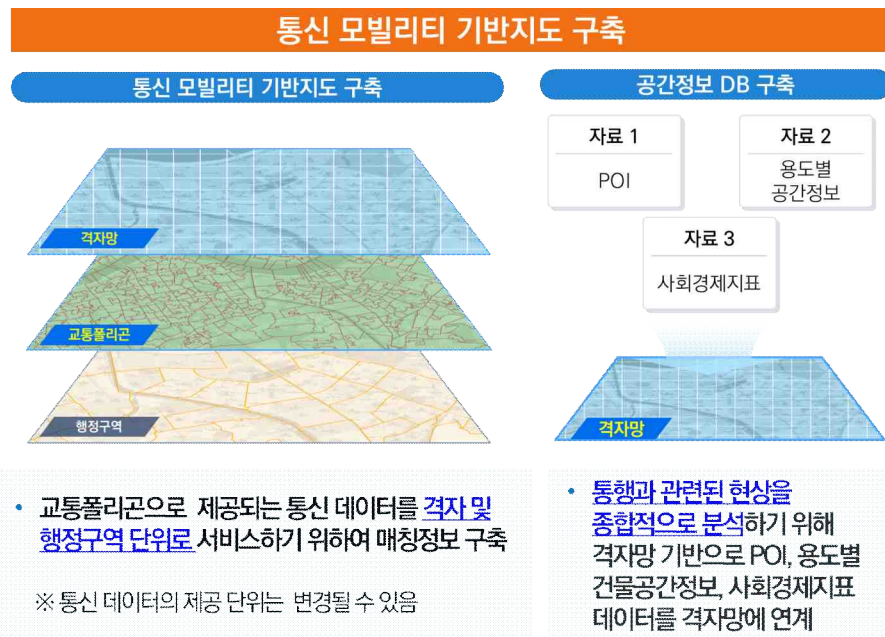 통신 모빌리티 기반지도 구축
통신 모빌리티 기반지도 구축
격자망
교통폴리곤
행정구역
• 교통폴리곤으로 제공되는 통신 데이터를 격자 및
행정구역 단위로 서비스하기 위하여 매칭정보 구축
※ 통신 데이터의 제공 단위는 변경될 수 있음
공간정보 DB 구축
자료 1
POI
자료 2
용도별
공간정보
자료 3
사회경제지표
격자망
• 통행과 관련된 현상을
종합적으로 분석하기 위해
격자망 기반으로 POI, 용도별
건물공간정보, 사회경제지표
데이터를 격자망에 연계